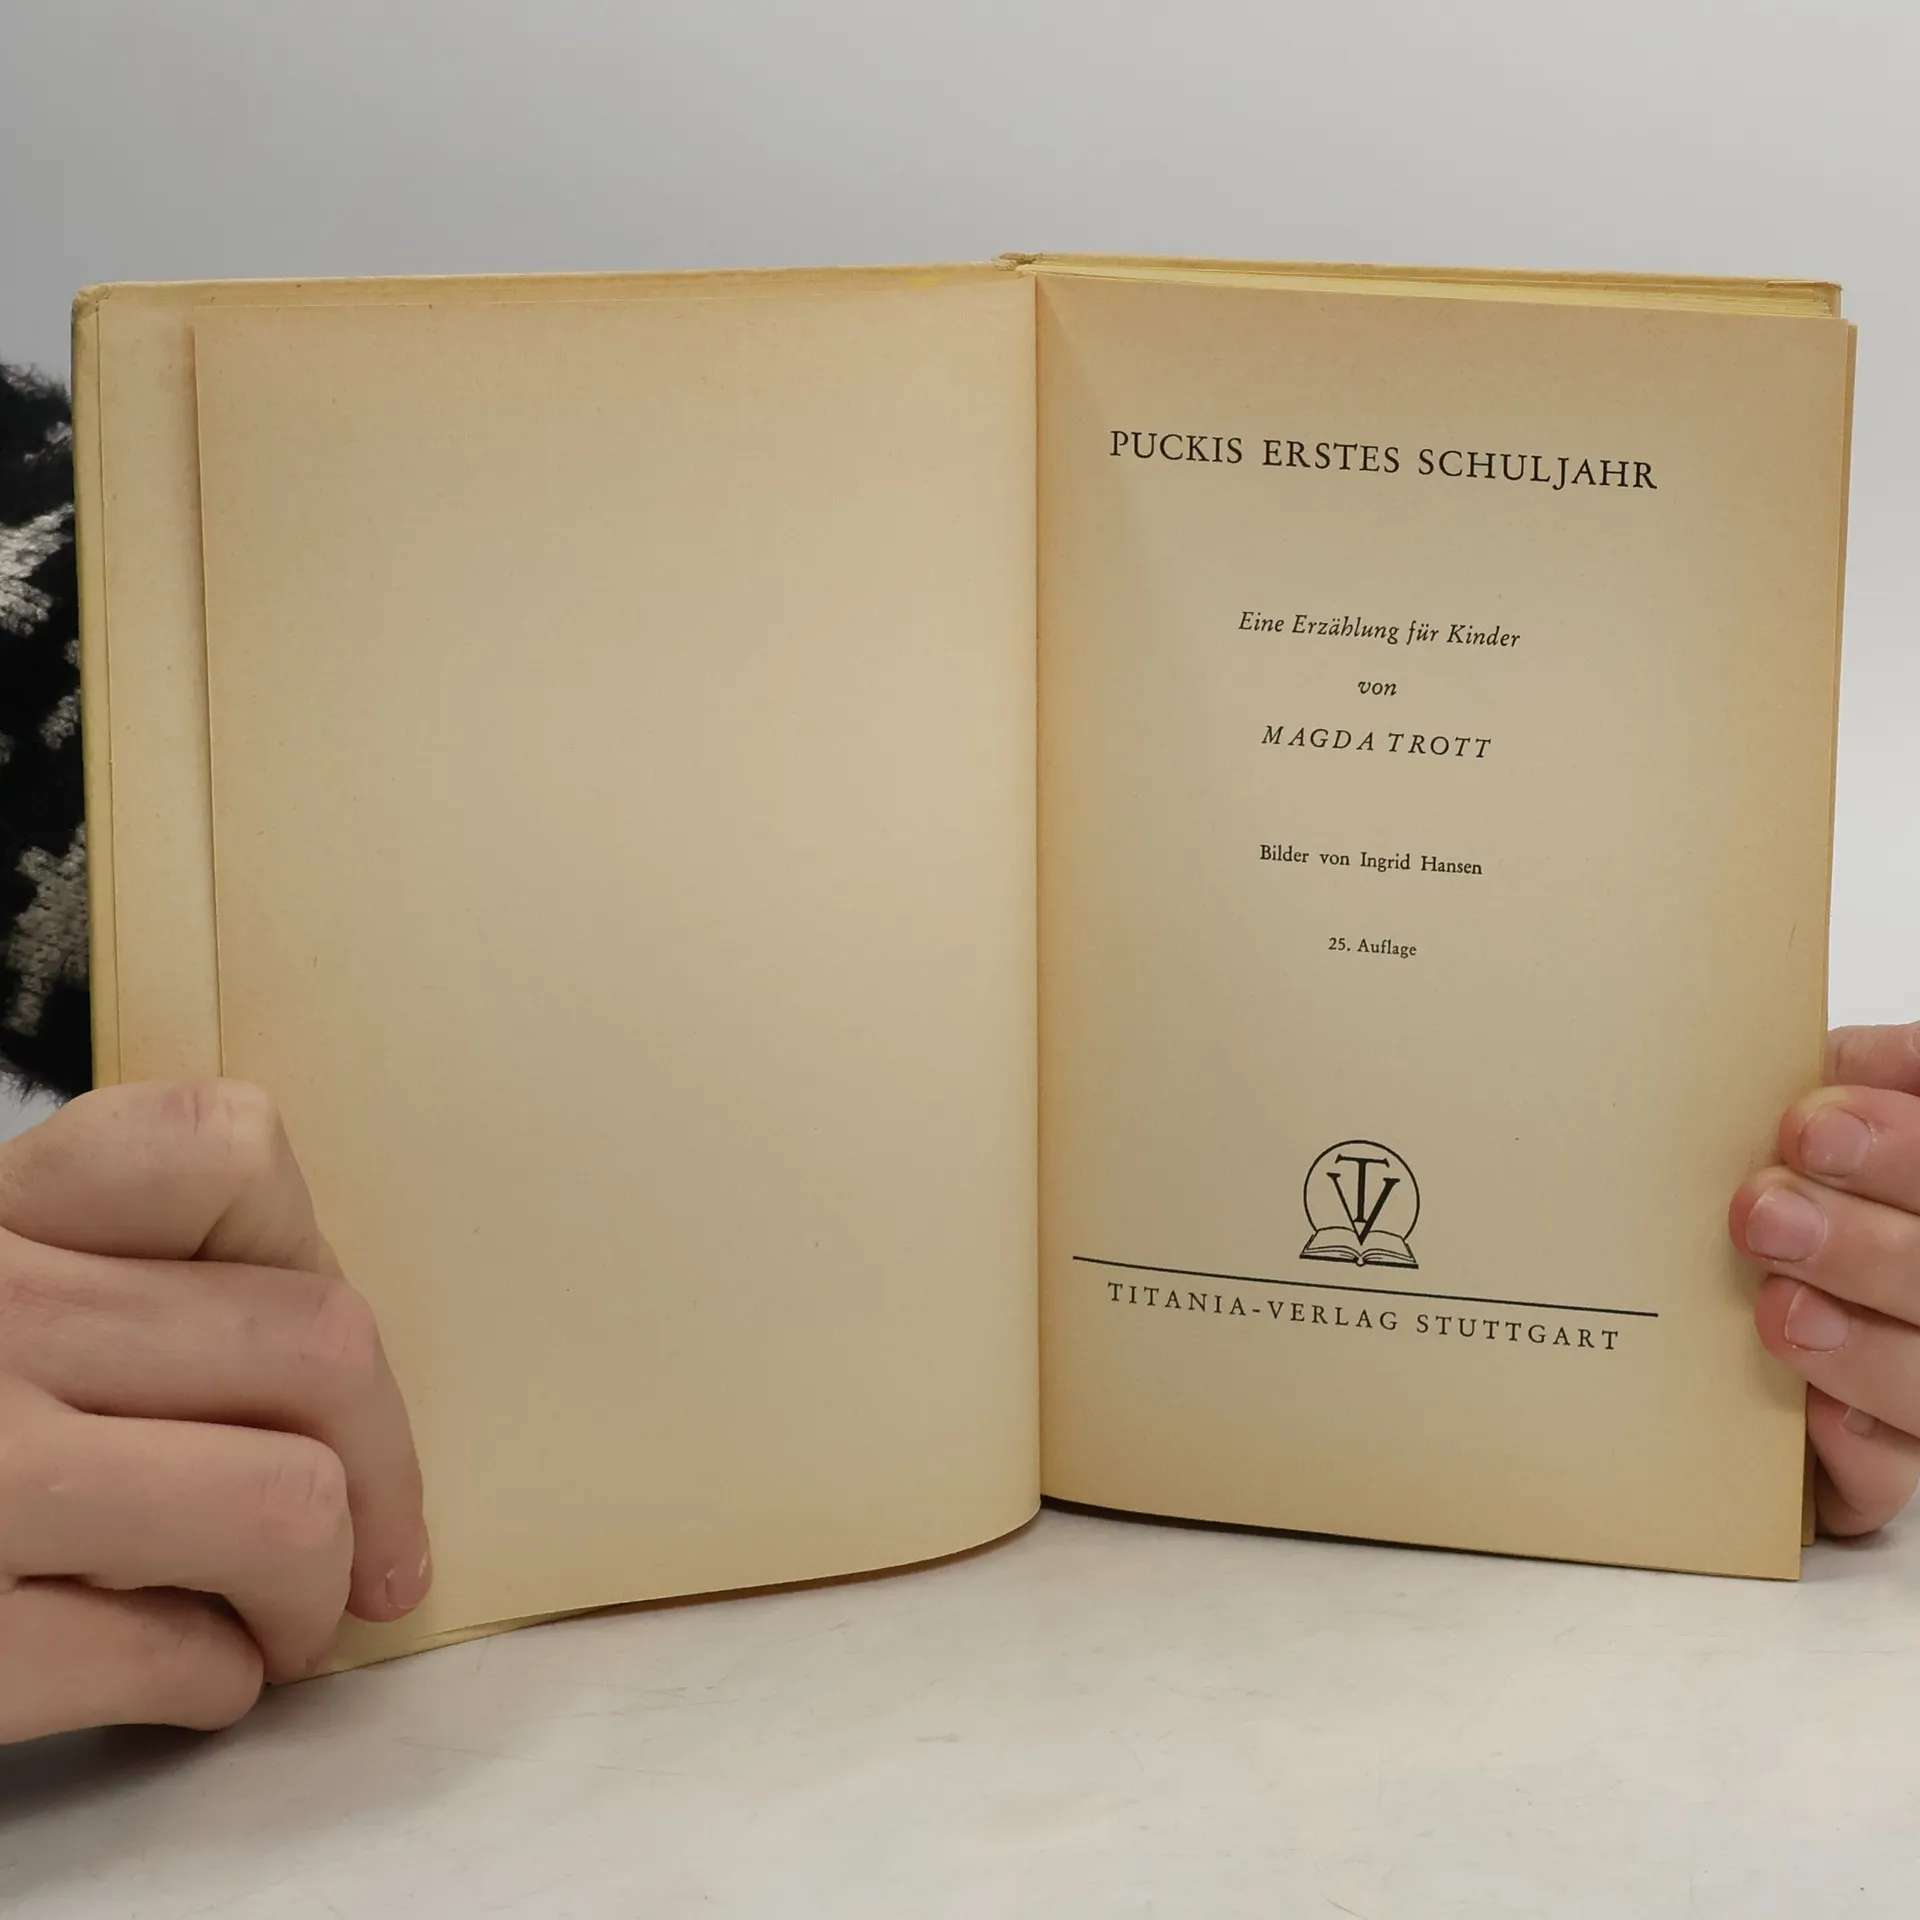 PUCKIS ERSTES SCHULJAHR
Eine Erzählung für Kinder
von
MAGDA TROTT
Bilder von Ingrid Hansen
25. Auflage
TV
TITANIA-VERLAG STUTTGART